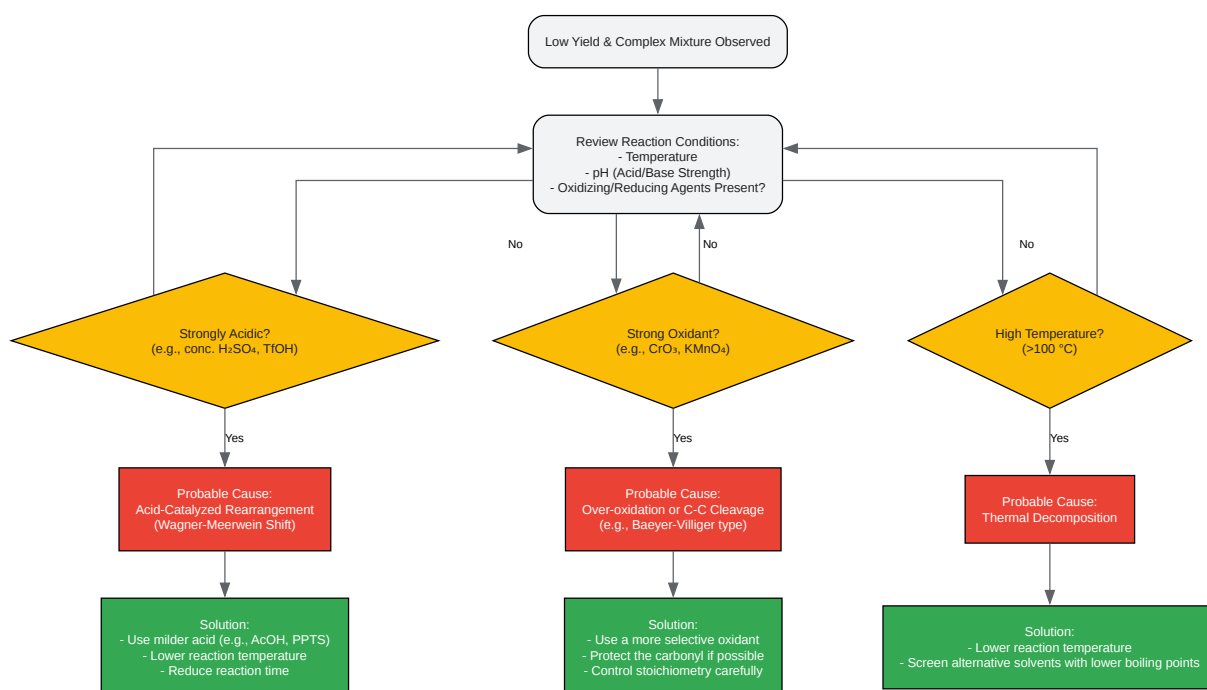 Low Yield & Complex Mixture Observed
Review Reaction Conditions:
- Temperature
- pH (Acid/Base Strength)
- Oxidizing/Reducing Agents Present?
No
No
No
Strongly Acidic?
(e.g., conc. H₂SO₄, TfOH)
Strong Oxidant?
(e.g., CrO₃, KMnO₄)
High Temperature?
(>100 °C)
Yes
Yes
Yes
Probable Cause:
Acid-Catalyzed Rearrangement
(Wagner-Meerwein Shift)
Probable Cause:
Over-oxidation or C-C Cleavage
(e.g., Baeyer-Villiger type)
Probable Cause:
Thermal Decomposition
Solution:
- Use milder acid (e.g., AcOH, PPTS)
- Lower reaction temperature
- Reduce reaction time
Solution:
- Use a more selective oxidant
- Protect the carbonyl if possible
- Control stoichiometry carefully
Solution:
- Lower reaction temperature
- Screen alternative solvents with lower boiling points